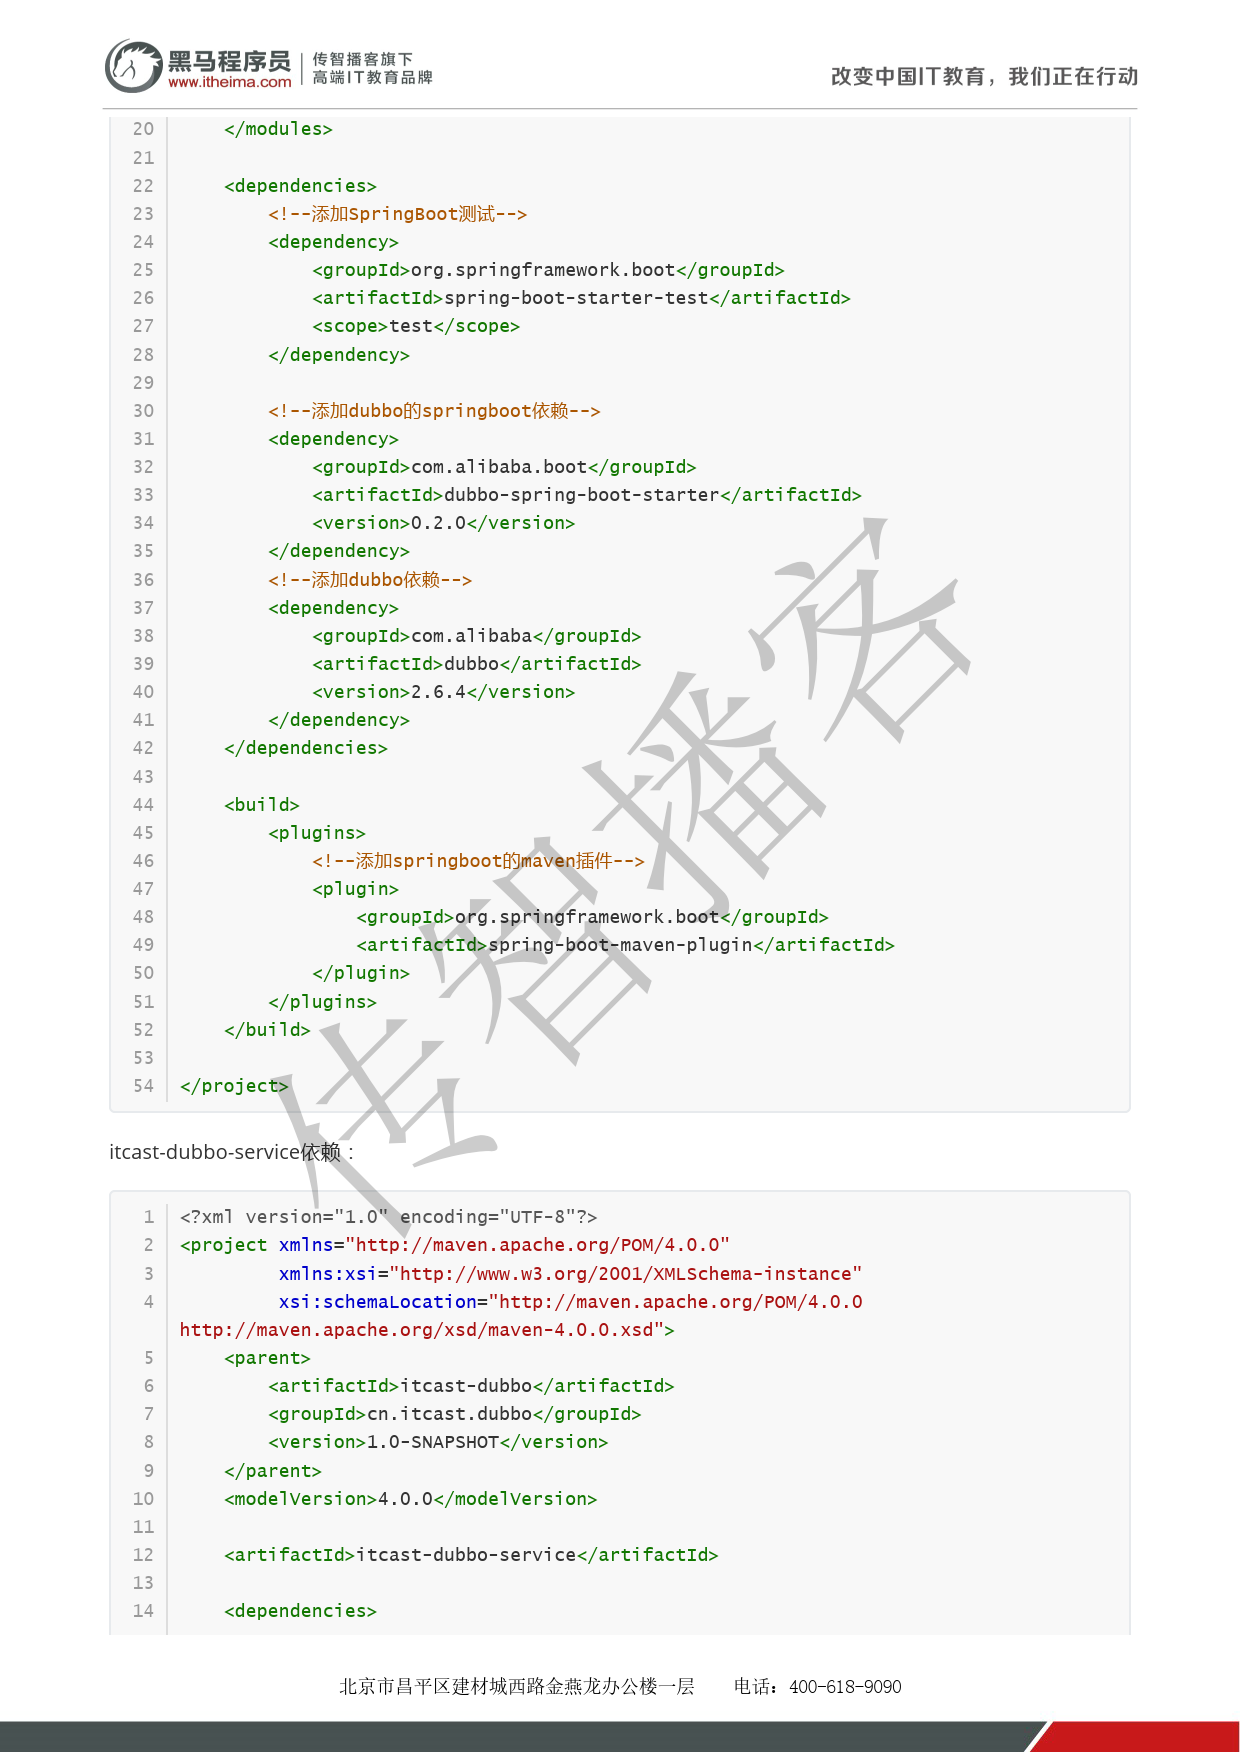 黑马程序员
www.itheima.com
传智播客旗下
高端IT教育品牌
改变中国IT教育，我们正在行动
20     </modules>
21
22     <dependencies>
23         <!--添加SpringBoot测试-->
24         <dependency>
25             <groupId>org.springframework.boot</groupId>
26             <artifactId>spring-boot-starter-test</artifactId>
27             <scope>test</scope>
28         </dependency>
29
30         <!--添加dubbo的springboot依赖-->
31         <dependency>
32             <groupId>com.alibaba.boot</groupId>
33             <artifactId>dubbo-spring-boot-starter</artifactId>
34             <version>0.2.0</version>
35         </dependency>
36         <!--添加dubbo依赖-->
37         <dependency>
38             <groupId>com.alibaba</groupId>
39             <artifactId>dubbo</artifactId>
40             <version>2.6.4</version>
41         </dependency>
42     </dependencies>
43
44     <build>
45         <plugins>
46             <!--添加springboot的maven插件-->
47             <plugin>
48                 <groupId>org.springframework.boot</groupId>
49                 <artifactId>spring-boot-maven-plugin</artifactId>
50             </plugin>
51         </plugins>
52     </build>
53
54 </project>
传智播客
itcast-dubbo-service依赖：
1 <?xml version="1.0" encoding="UTF-8"?>
2 <project xmlns="http://maven.apache.org/POM/4.0.0"
3          xmlns:xsi="http://www.w3.org/2001/XMLSchema-instance"
4          xsi:schemaLocation="http://maven.apache.org/POM/4.0.0
http://maven.apache.org/xsd/maven-4.0.0.xsd">
5     <parent>
6         <artifactId>itcast-dubbo</artifactId>
7         <groupId>cn.itcast.dubbo</groupId>
8         <version>1.0-SNAPSHOT</version>
9     </parent>
10     <modelVersion>4.0.0</modelVersion>
11
12     <artifactId>itcast-dubbo-service</artifactId>
13
14     <dependencies>
北京市昌平区建材城西路金燕龙办公楼一层 电话：400-618-9090